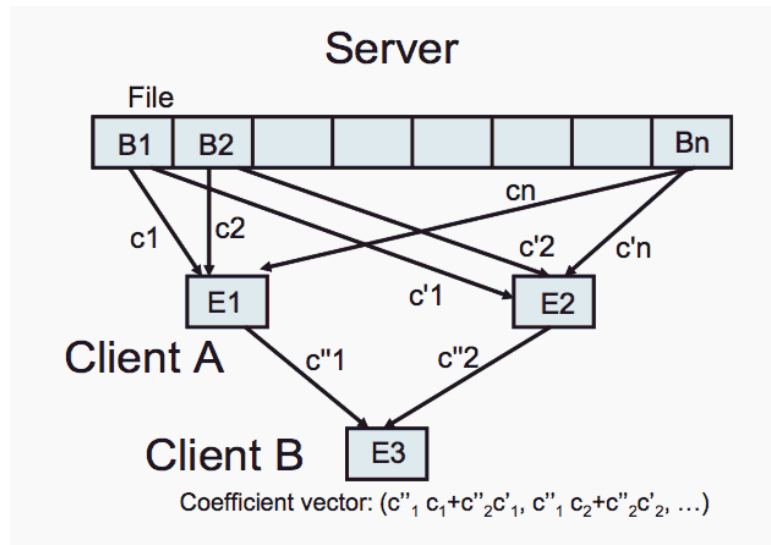 Server
File
B1 B2 Bn
c1 c2 cn
c'1 c'2 c'n
E1 E2
Client A
c"1 c"2
Client B E3
Coefficient vector: (c”₁ c₁+c”₂c’₁, c”₁ c₂+c”₂c’₂, …)